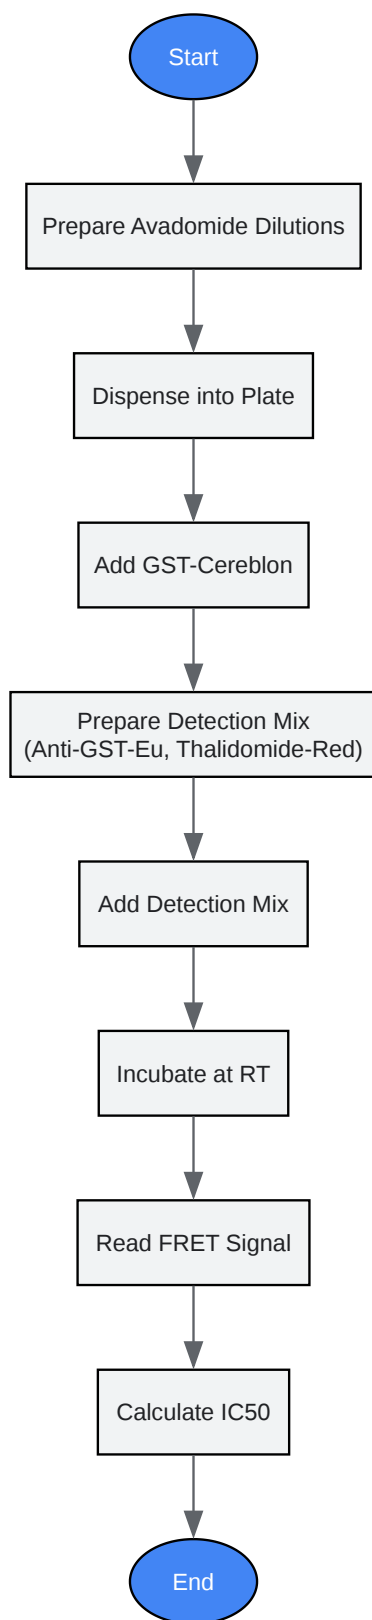 Start
Prepare Avadomide Dilutions
Dispense into Plate
Add GST-Cereblon
Prepare Detection Mix
(Anti-GST-Eu, Thalidomide-Red)
Add Detection Mix
Incubate at RT
Read FRET Signal
Calculate IC50
End